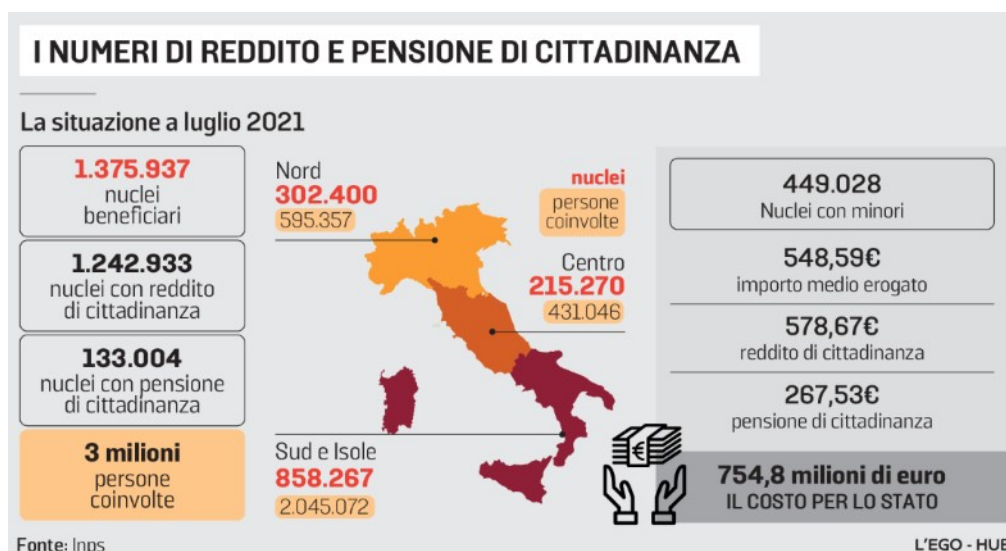 I NUMERI DI REDDITO E PENSIONE DI CITTADINANZA
La situazione a luglio 2021
1.375.937
nuclei
beneficiari
1.242.933
nuclei con reddito
di cittadinanza
133.004
nuclei con pensione
di cittadinanza
3 milioni
persone
coinvolte
Nord
302.400
595.357
nuclei
persone
coinvolte
Centro
215.270
431.046
Sud e Isole
858.267
2.045.072
449.028
Nuclei con minori
548,59€
importo medio erogato
578,67€
reddito di cittadinanza
267,53€
pensione di cittadinanza
€
754,8 milioni di euro
IL COSTO PER LO STATO
Fonte: Inps
L'EGO - HUB